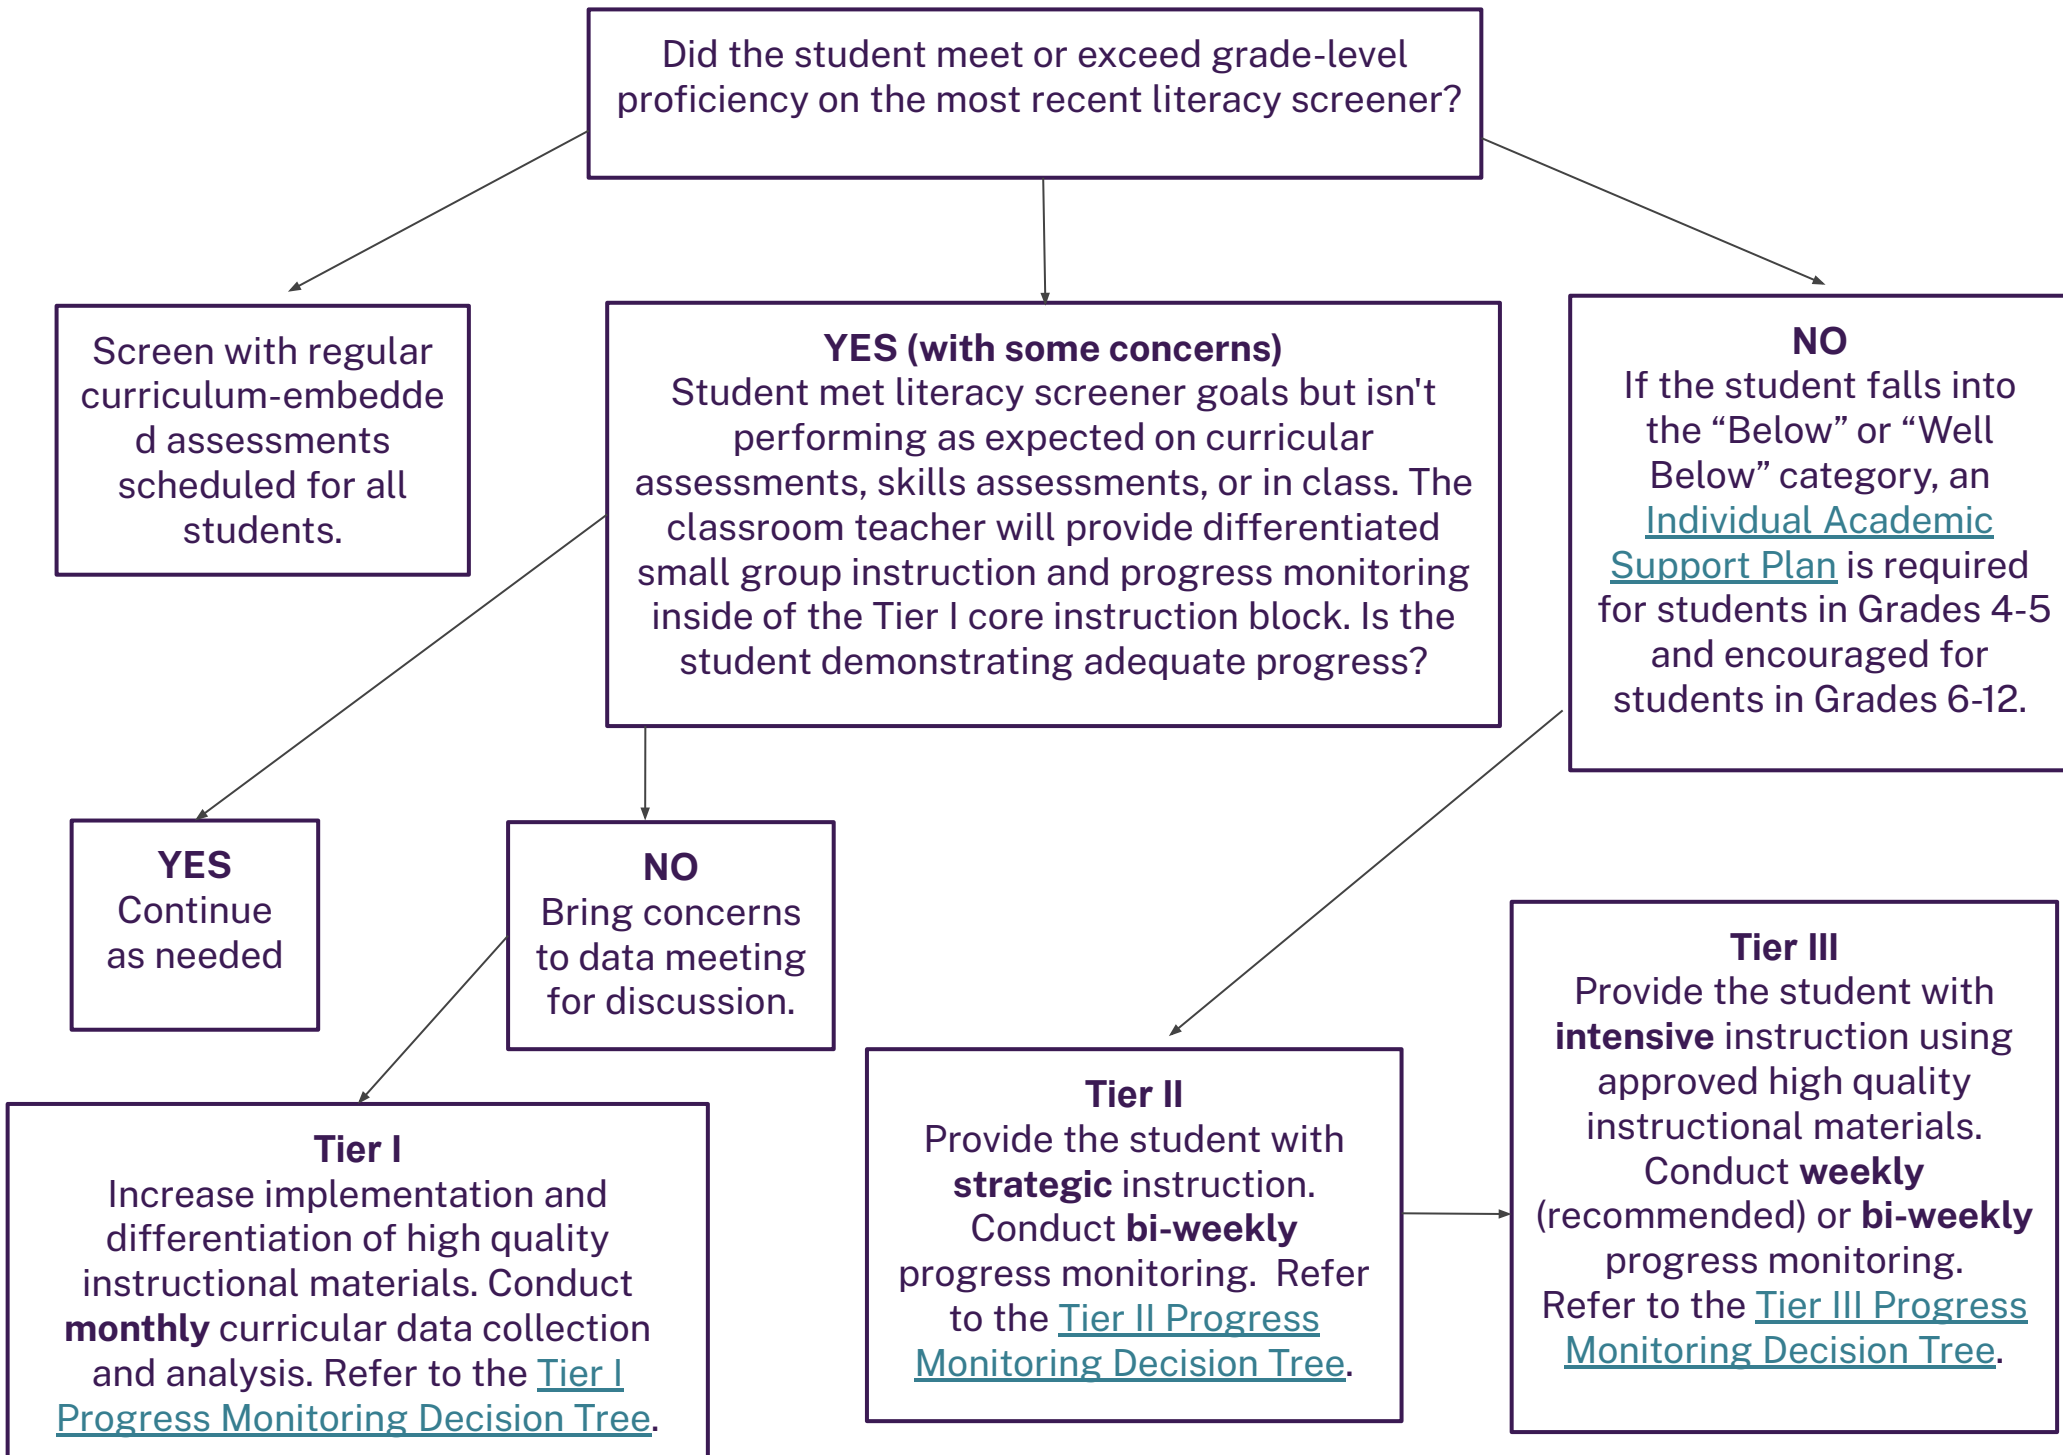 Did the student meet or exceed grade-level
proficiency on the most recent literacy screener?
Screen with regular
curriculum-embedde
d assessments
scheduled for all
students.
YES (with some concerns)
Student met literacy screener goals but isn't
performing as expected on curricular
assessments, skills assessments, or in class. The
classroom teacher will provide differentiated
small group instruction and progress monitoring
inside of the Tier I core instruction block. Is the
student demonstrating adequate progress?
NO
If the student falls into
the “Below” or “Well
Below” category, an
Individual Academic
Support Plan is required
for students in Grades 4-5
and encouraged for
students in Grades 6-12.
YES
Continue
as needed
NO
Bring concerns
to data meeting
for discussion.
Tier I
Increase implementation and
differentiation of high quality
instructional materials. Conduct
monthly curricular data collection
and analysis. Refer to the Tier I
Progress Monitoring Decision Tree.
Tier II
Provide the student with
strategic instruction.
Conduct bi-weekly
progress monitoring.  Refer
to the Tier II Progress
Monitoring Decision Tree.
Tier III
Provide the student with
intensive instruction using
approved high quality
instructional materials.
Conduct weekly
(recommended) or bi-weekly
progress monitoring.
Refer to the Tier III Progress
Monitoring Decision Tree.